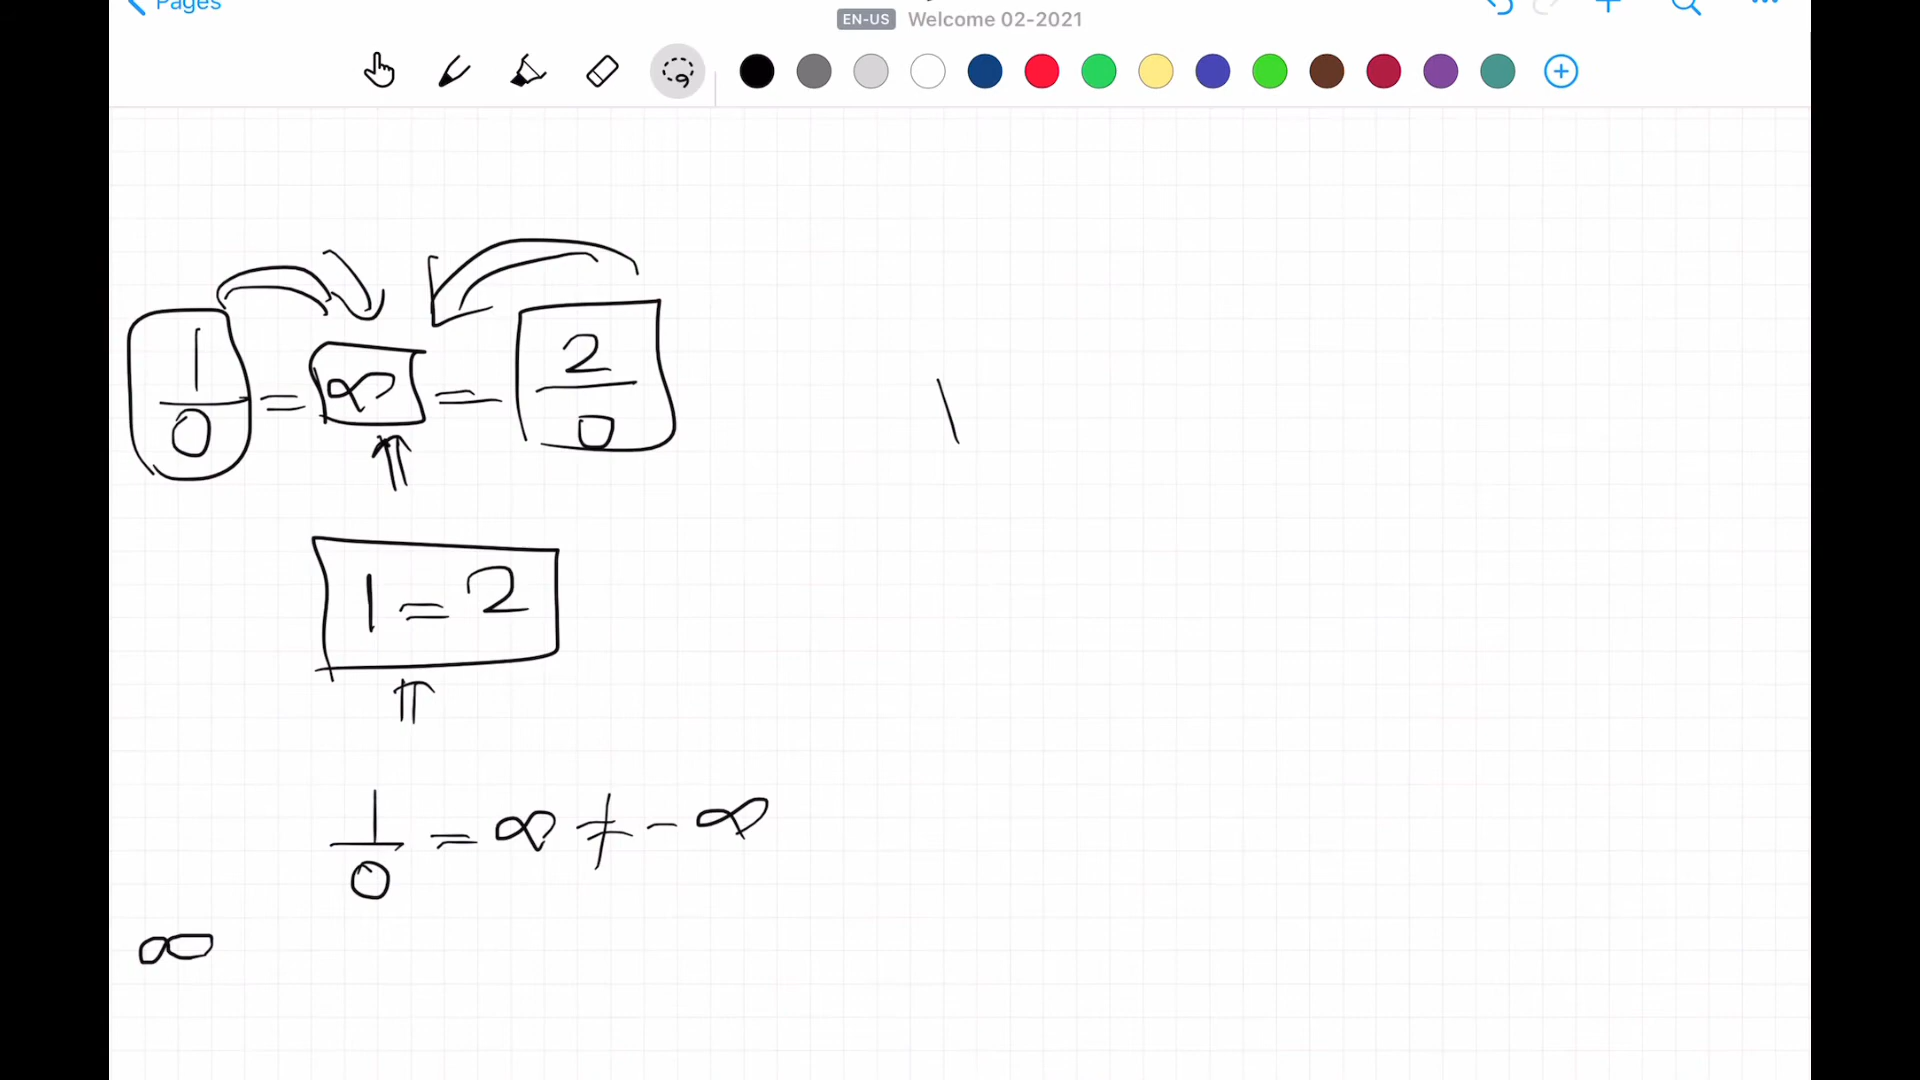 Pages
EN-US Welcome 02-2021
1/0 = ∞ = 2/0
\
1 = 2
1/0 = ∞ ≠ - ∞
∞